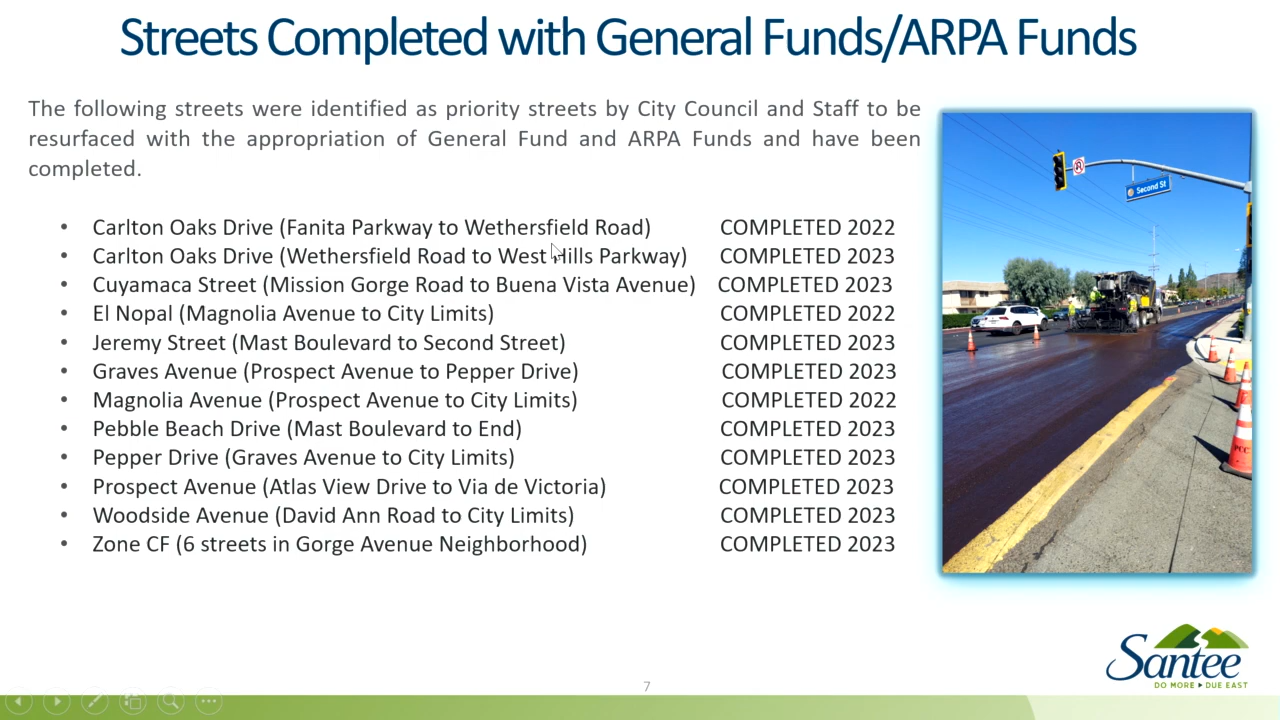 Streets Completed with General Funds/ARPA Funds
The following streets were identified as priority streets by City Council and Staff to be
resurfaced with the appropriation of General Fund and ARPA Funds and have been
completed.
• Carlton Oaks Drive (Fanita Parkway to Wethersfield Road) COMPLETED 2022
• Carlton Oaks Drive (Wethersfield Road to West Hills Parkway) COMPLETED 2023
• Cuyamaca Street (Mission Gorge Road to Buena Vista Avenue) COMPLETED 2023
• El Nopal (Magnolia Avenue to City Limits) COMPLETED 2022
• Jeremy Street (Mast Boulevard to Second Street) COMPLETED 2023
• Graves Avenue (Prospect Avenue to Pepper Drive) COMPLETED 2023
• Magnolia Avenue (Prospect Avenue to City Limits) COMPLETED 2022
• Pebble Beach Drive (Mast Boulevard to End) COMPLETED 2023
• Pepper Drive (Graves Avenue to City Limits) COMPLETED 2023
• Prospect Avenue (Atlas View Drive to Via de Victoria) COMPLETED 2023
• Woodside Avenue (David Ann Road to City Limits) COMPLETED 2023
• Zone CF (6 streets in Gorge Avenue Neighborhood) COMPLETED 2023
Second St
PCC
Santee
DO MORE ▸ DUE EAST
7